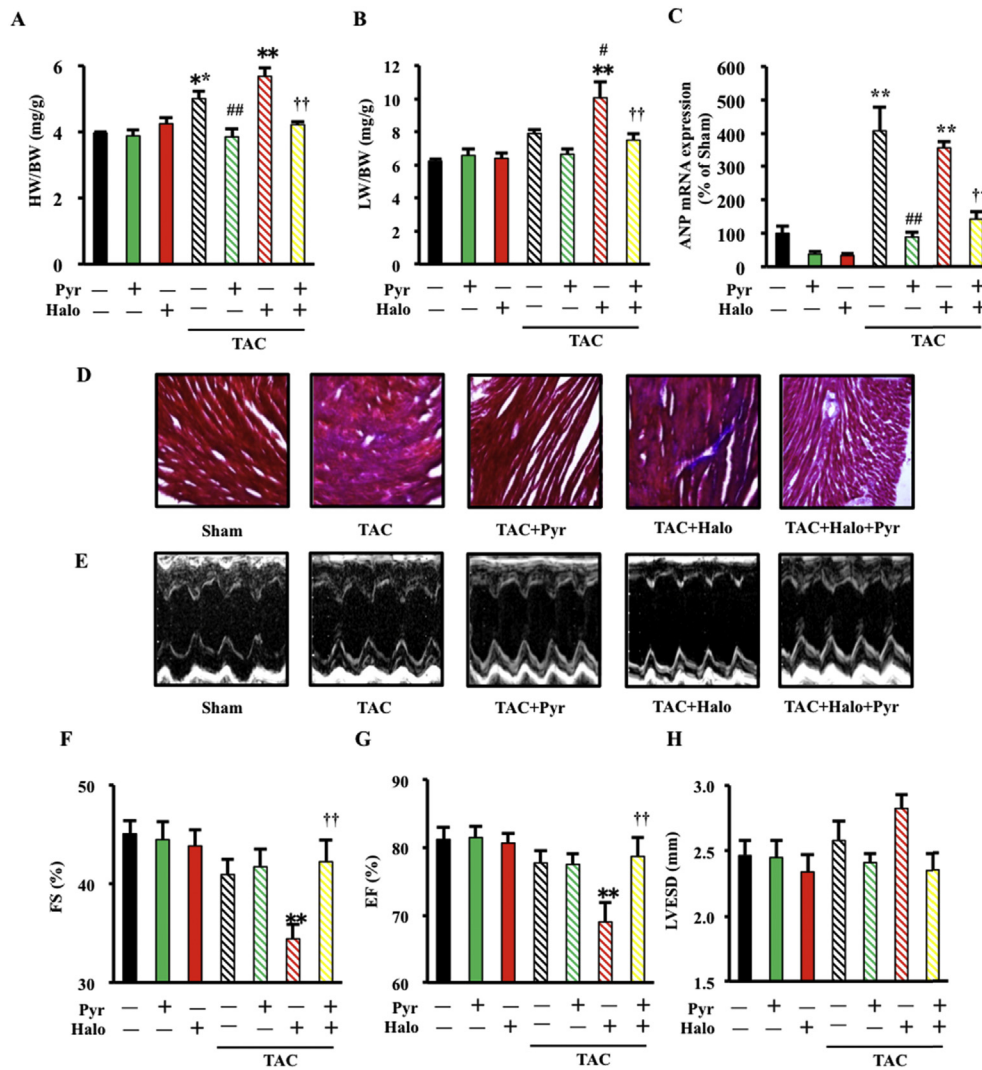 A
B
C
HW/BW (mg/g)
6
4
2
0
**
##
**
††
LW/BW (mg/g)
12
10
8
6
4
2
0
#
**
††
ANP mRNA expression
(% of Sham)
600
500
400
300
200
100
0
**
##
**
††
Pyr — + — — + — +
Halo — — + — — + +
TAC
Pyr — + — — + — +
Halo — — + — — + +
TAC
— + — — + — +
— — + — — + +
TAC
D
Sham
TAC
TAC+Pyr
TAC+Halo
TAC+Halo+Pyr
E
Sham
TAC
TAC+Pyr
TAC+Halo
TAC+Halo+Pyr
F
G
H
FS (%)
50
40
30
**
††
EF (%)
90
80
70
60
**
††
LVESD (mm)
3.0
2.5
2.0
1.5
Pyr — + — — + — +
Halo — — + — — + +
TAC
Pyr — + — — + — +
Halo — — + — — + +
TAC
Pyr — + — — + — +
Halo — — + — — + +
TAC